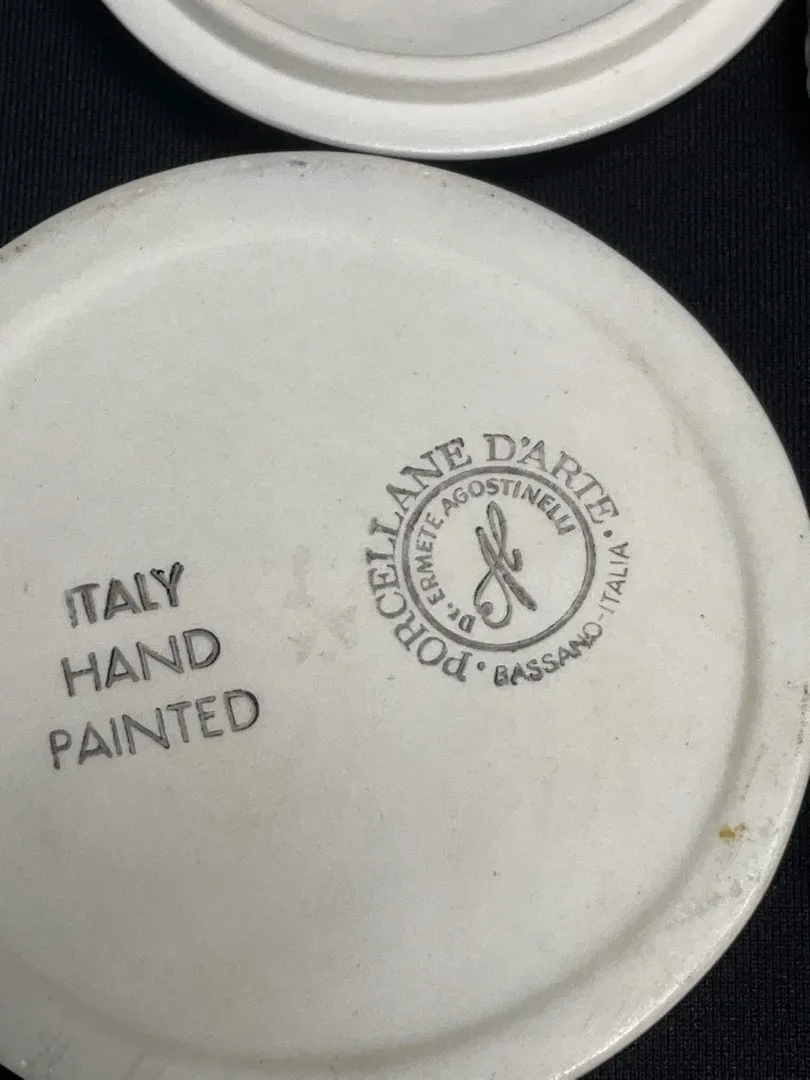 ITALY
HAND
PAINTED
• PORCELLANE D'ARTE •
BASSANO-ITALIA
Dr. ERMETE AGOSTINELLI
A